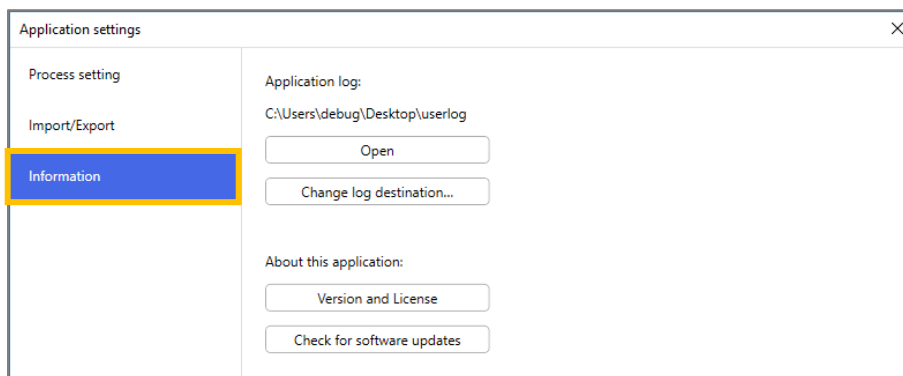 Application settings
Process setting
Import/Export
Information
Application log:
C:\Users\debug\Desktop\userlog
Open
Change log destination...
About this application:
Version and License
Check for software updates